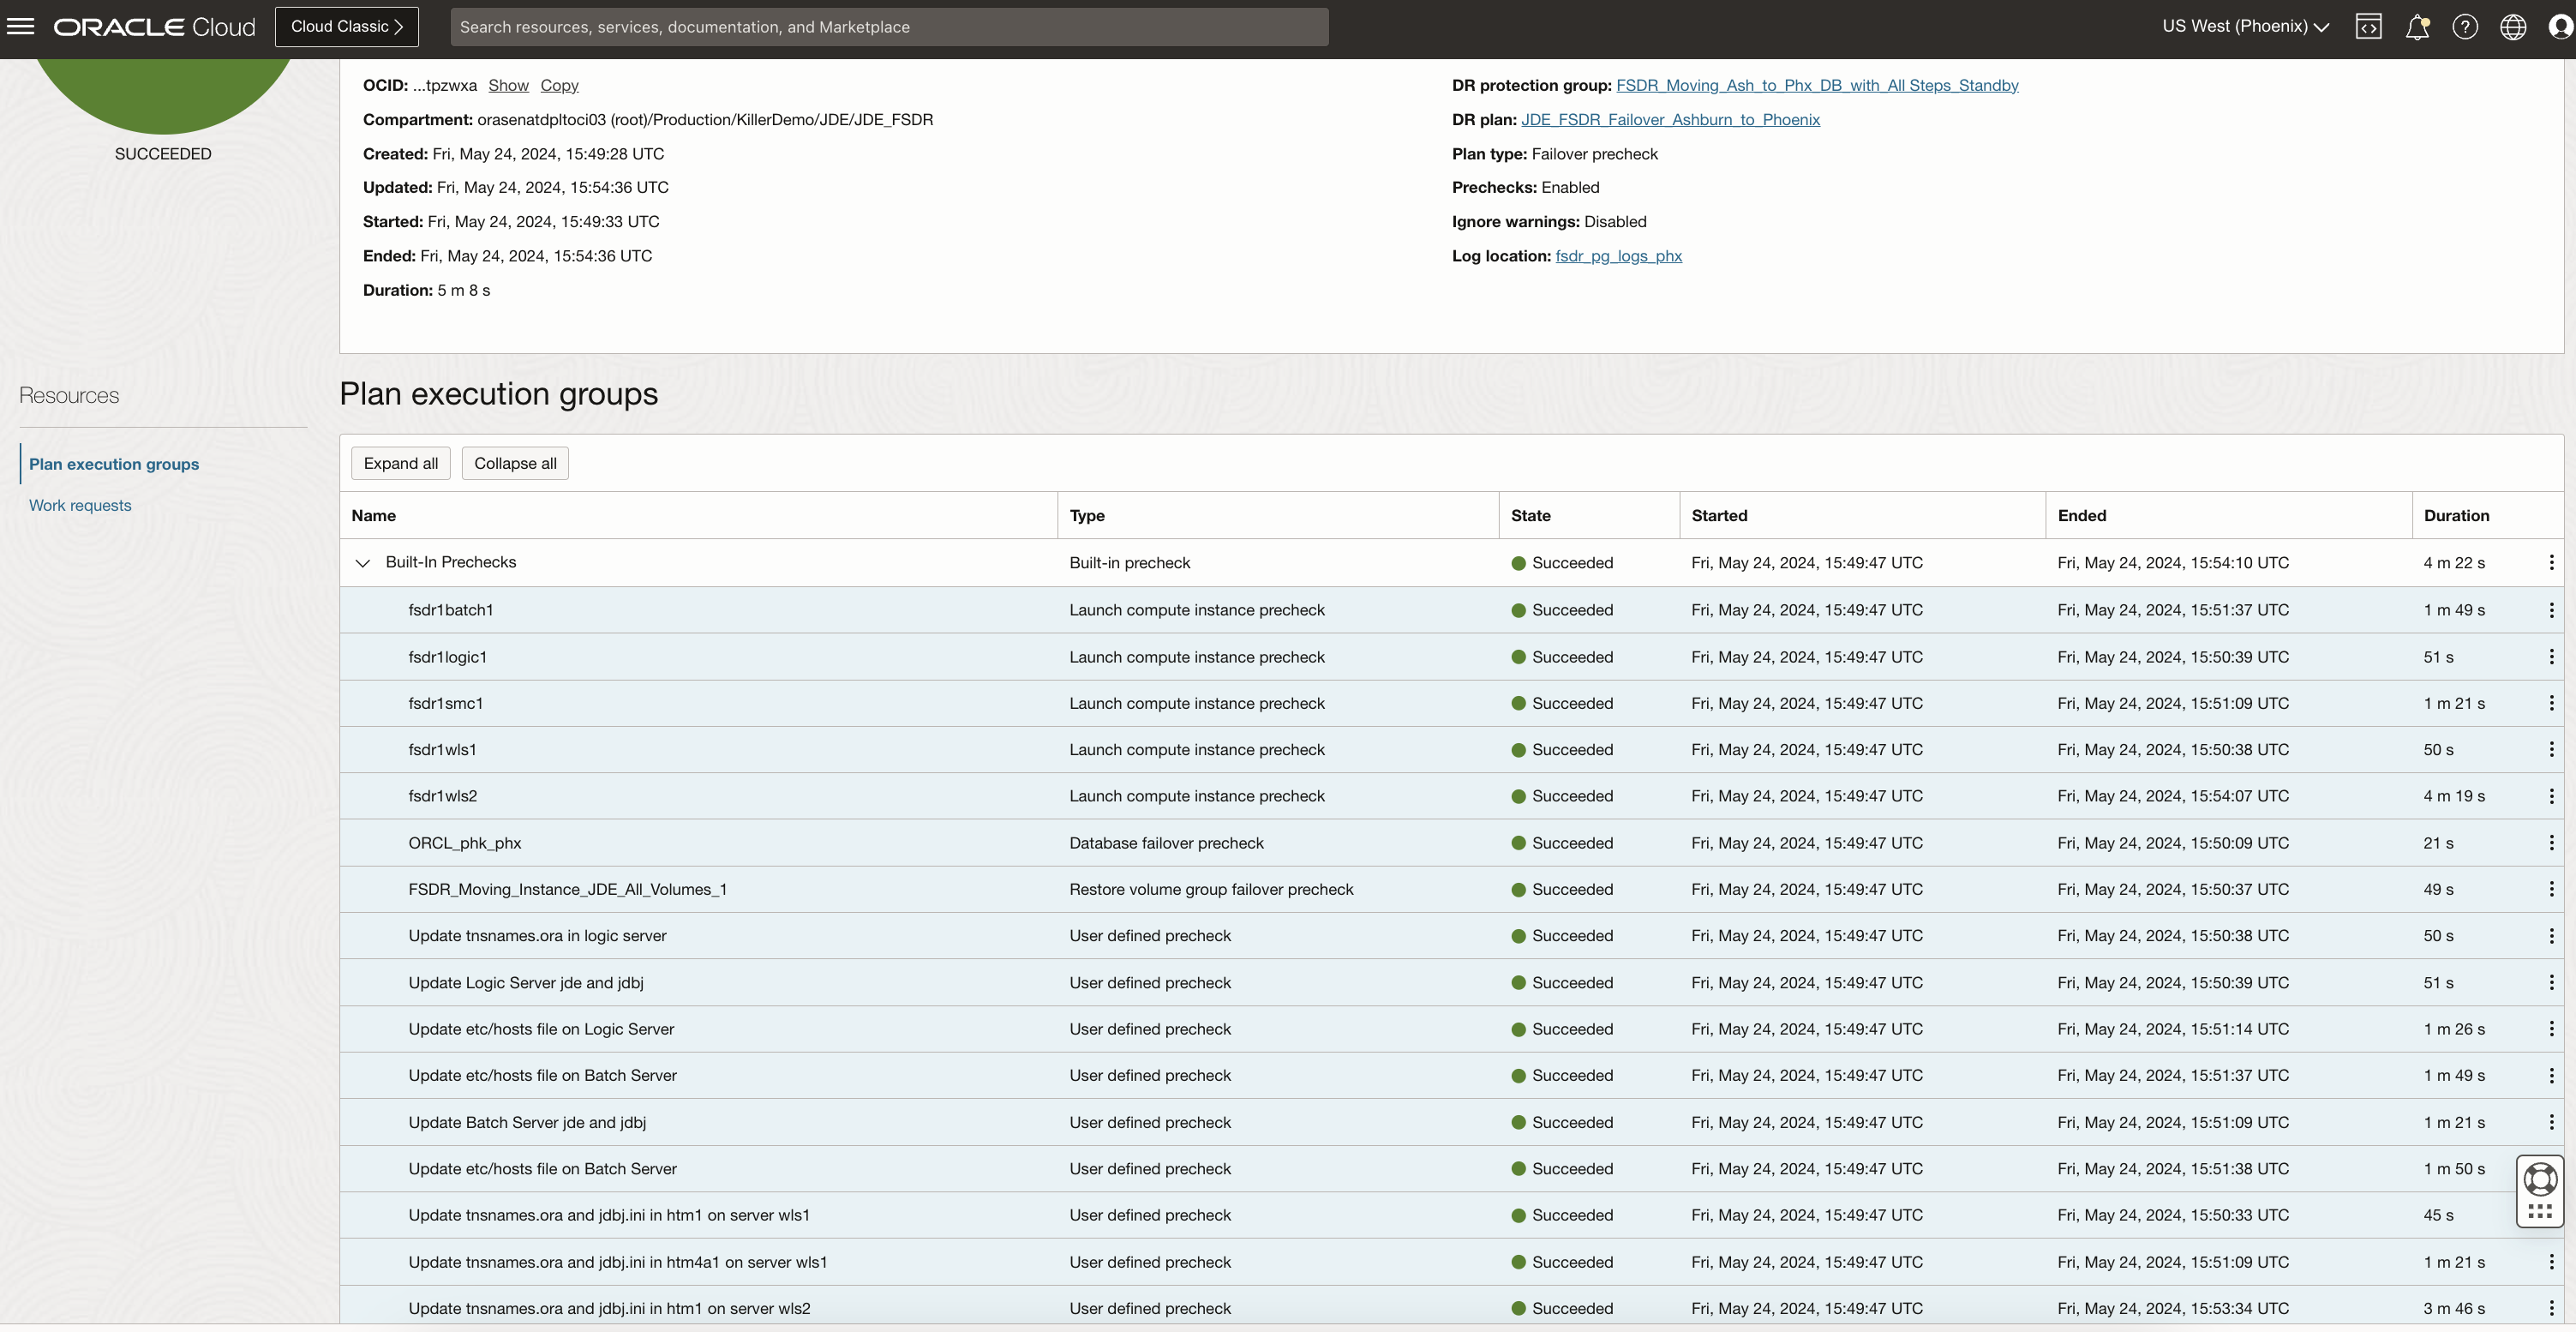 ORACLE Cloud Cloud Classic Search resources, services, documentation, and Marketplace US West (Phoenix)
SUCCEEDED
OCID: ...tpzwxa Show Copy
Compartment: orasenatdpltoci03 (root)/Production/KillerDemo/JDE/JDE_FSDR
Created: Fri, May 24, 2024, 15:49:28 UTC
Updated: Fri, May 24, 2024, 15:54:36 UTC
Started: Fri, May 24, 2024, 15:49:33 UTC
Ended: Fri, May 24, 2024, 15:54:36 UTC
Duration: 5 m 8 s
DR protection group: FSDR_Moving_Ash_to_Phx_DB_with_All Steps_Standby
DR plan: JDE_FSDR_Failover_Ashburn_to_Phoenix
Plan type: Failover precheck
Prechecks: Enabled
Ignore warnings: Disabled
Log location: fsdr_pg_logs_phx
Resources
Plan execution groups
Work requests
Plan execution groups
Expand all Collapse all
Name Type State Started Ended Duration
Built-In Prechecks Built-in precheck Succeeded Fri, May 24, 2024, 15:49:47 UTC Fri, May 24, 2024, 15:54:10 UTC 4 m 22 s
fsdr1batch1 Launch compute instance precheck Succeeded Fri, May 24, 2024, 15:49:47 UTC Fri, May 24, 2024, 15:51:37 UTC 1 m 49 s
fsdr1logic1 Launch compute instance precheck Succeeded Fri, May 24, 2024, 15:49:47 UTC Fri, May 24, 2024, 15:50:39 UTC 51 s
fsdr1smc1 Launch compute instance precheck Succeeded Fri, May 24, 2024, 15:49:47 UTC Fri, May 24, 2024, 15:51:09 UTC 1 m 21 s
fsdr1wls1 Launch compute instance precheck Succeeded Fri, May 24, 2024, 15:49:47 UTC Fri, May 24, 2024, 15:50:38 UTC 50 s
fsdr1wls2 Launch compute instance precheck Succeeded Fri, May 24, 2024, 15:49:47 UTC Fri, May 24, 2024, 15:54:07 UTC 4 m 19 s
ORCL_phk_phx Database failover precheck Succeeded Fri, May 24, 2024, 15:49:47 UTC Fri, May 24, 2024, 15:50:09 UTC 21 s
FSDR_Moving_Instance_JDE_All_Volumes_1 Restore volume group failover precheck Succeeded Fri, May 24, 2024, 15:49:47 UTC Fri, May 24, 2024, 15:50:37 UTC 49 s
Update tnsnames.ora in logic server User defined precheck Succeeded Fri, May 24, 2024, 15:49:47 UTC Fri, May 24, 2024, 15:50:38 UTC 50 s
Update Logic Server jde and jdbj User defined precheck Succeeded Fri, May 24, 2024, 15:49:47 UTC Fri, May 24, 2024, 15:50:39 UTC 51 s
Update etc/hosts file on Logic Server User defined precheck Succeeded Fri, May 24, 2024, 15:49:47 UTC Fri, May 24, 2024, 15:51:14 UTC 1 m 26 s
Update etc/hosts file on Batch Server User defined precheck Succeeded Fri, May 24, 2024, 15:49:47 UTC Fri, May 24, 2024, 15:51:37 UTC 1 m 49 s
Update Batch Server jde and jdbj User defined precheck Succeeded Fri, May 24, 2024, 15:49:47 UTC Fri, May 24, 2024, 15:51:09 UTC 1 m 21 s
Update etc/hosts file on Batch Server User defined precheck Succeeded Fri, May 24, 2024, 15:49:47 UTC Fri, May 24, 2024, 15:51:38 UTC 1 m 50 s
Update tnsnames.ora and jdbj.ini in htm1 on server wls1 User defined precheck Succeeded Fri, May 24, 2024, 15:49:47 UTC Fri, May 24, 2024, 15:50:33 UTC 45 s
Update tnsnames.ora and jdbj.ini in htm4a1 on server wls1 User defined precheck Succeeded Fri, May 24, 2024, 15:49:47 UTC Fri, May 24, 2024, 15:51:09 UTC 1 m 21 s
Update tnsnames.ora and jdbj.ini in htm1 on server wls2 User defined precheck Succeeded Fri, May 24, 2024, 15:49:47 UTC Fri, May 24, 2024, 15:53:34 UTC 3 m 46 s